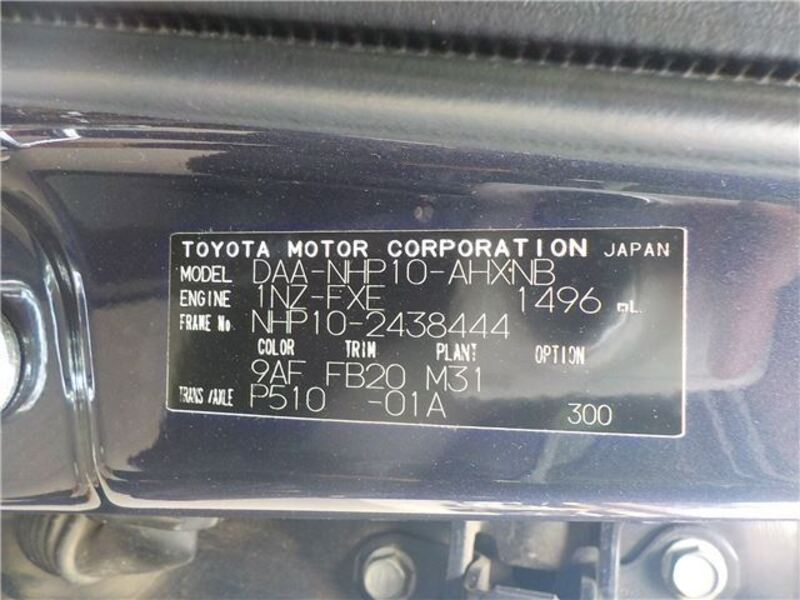 TOYOTA MOTOR CORPORATION JAPAN
MODEL DAA-NHP10-AHXNB
ENGINE 1NZ-FXE 1496 mL
FRAME No. NHP10-2438444
COLOR TRIM PLANT OPTION
9AF FB20 M31
TRANS/AXLE P510 -01A 300